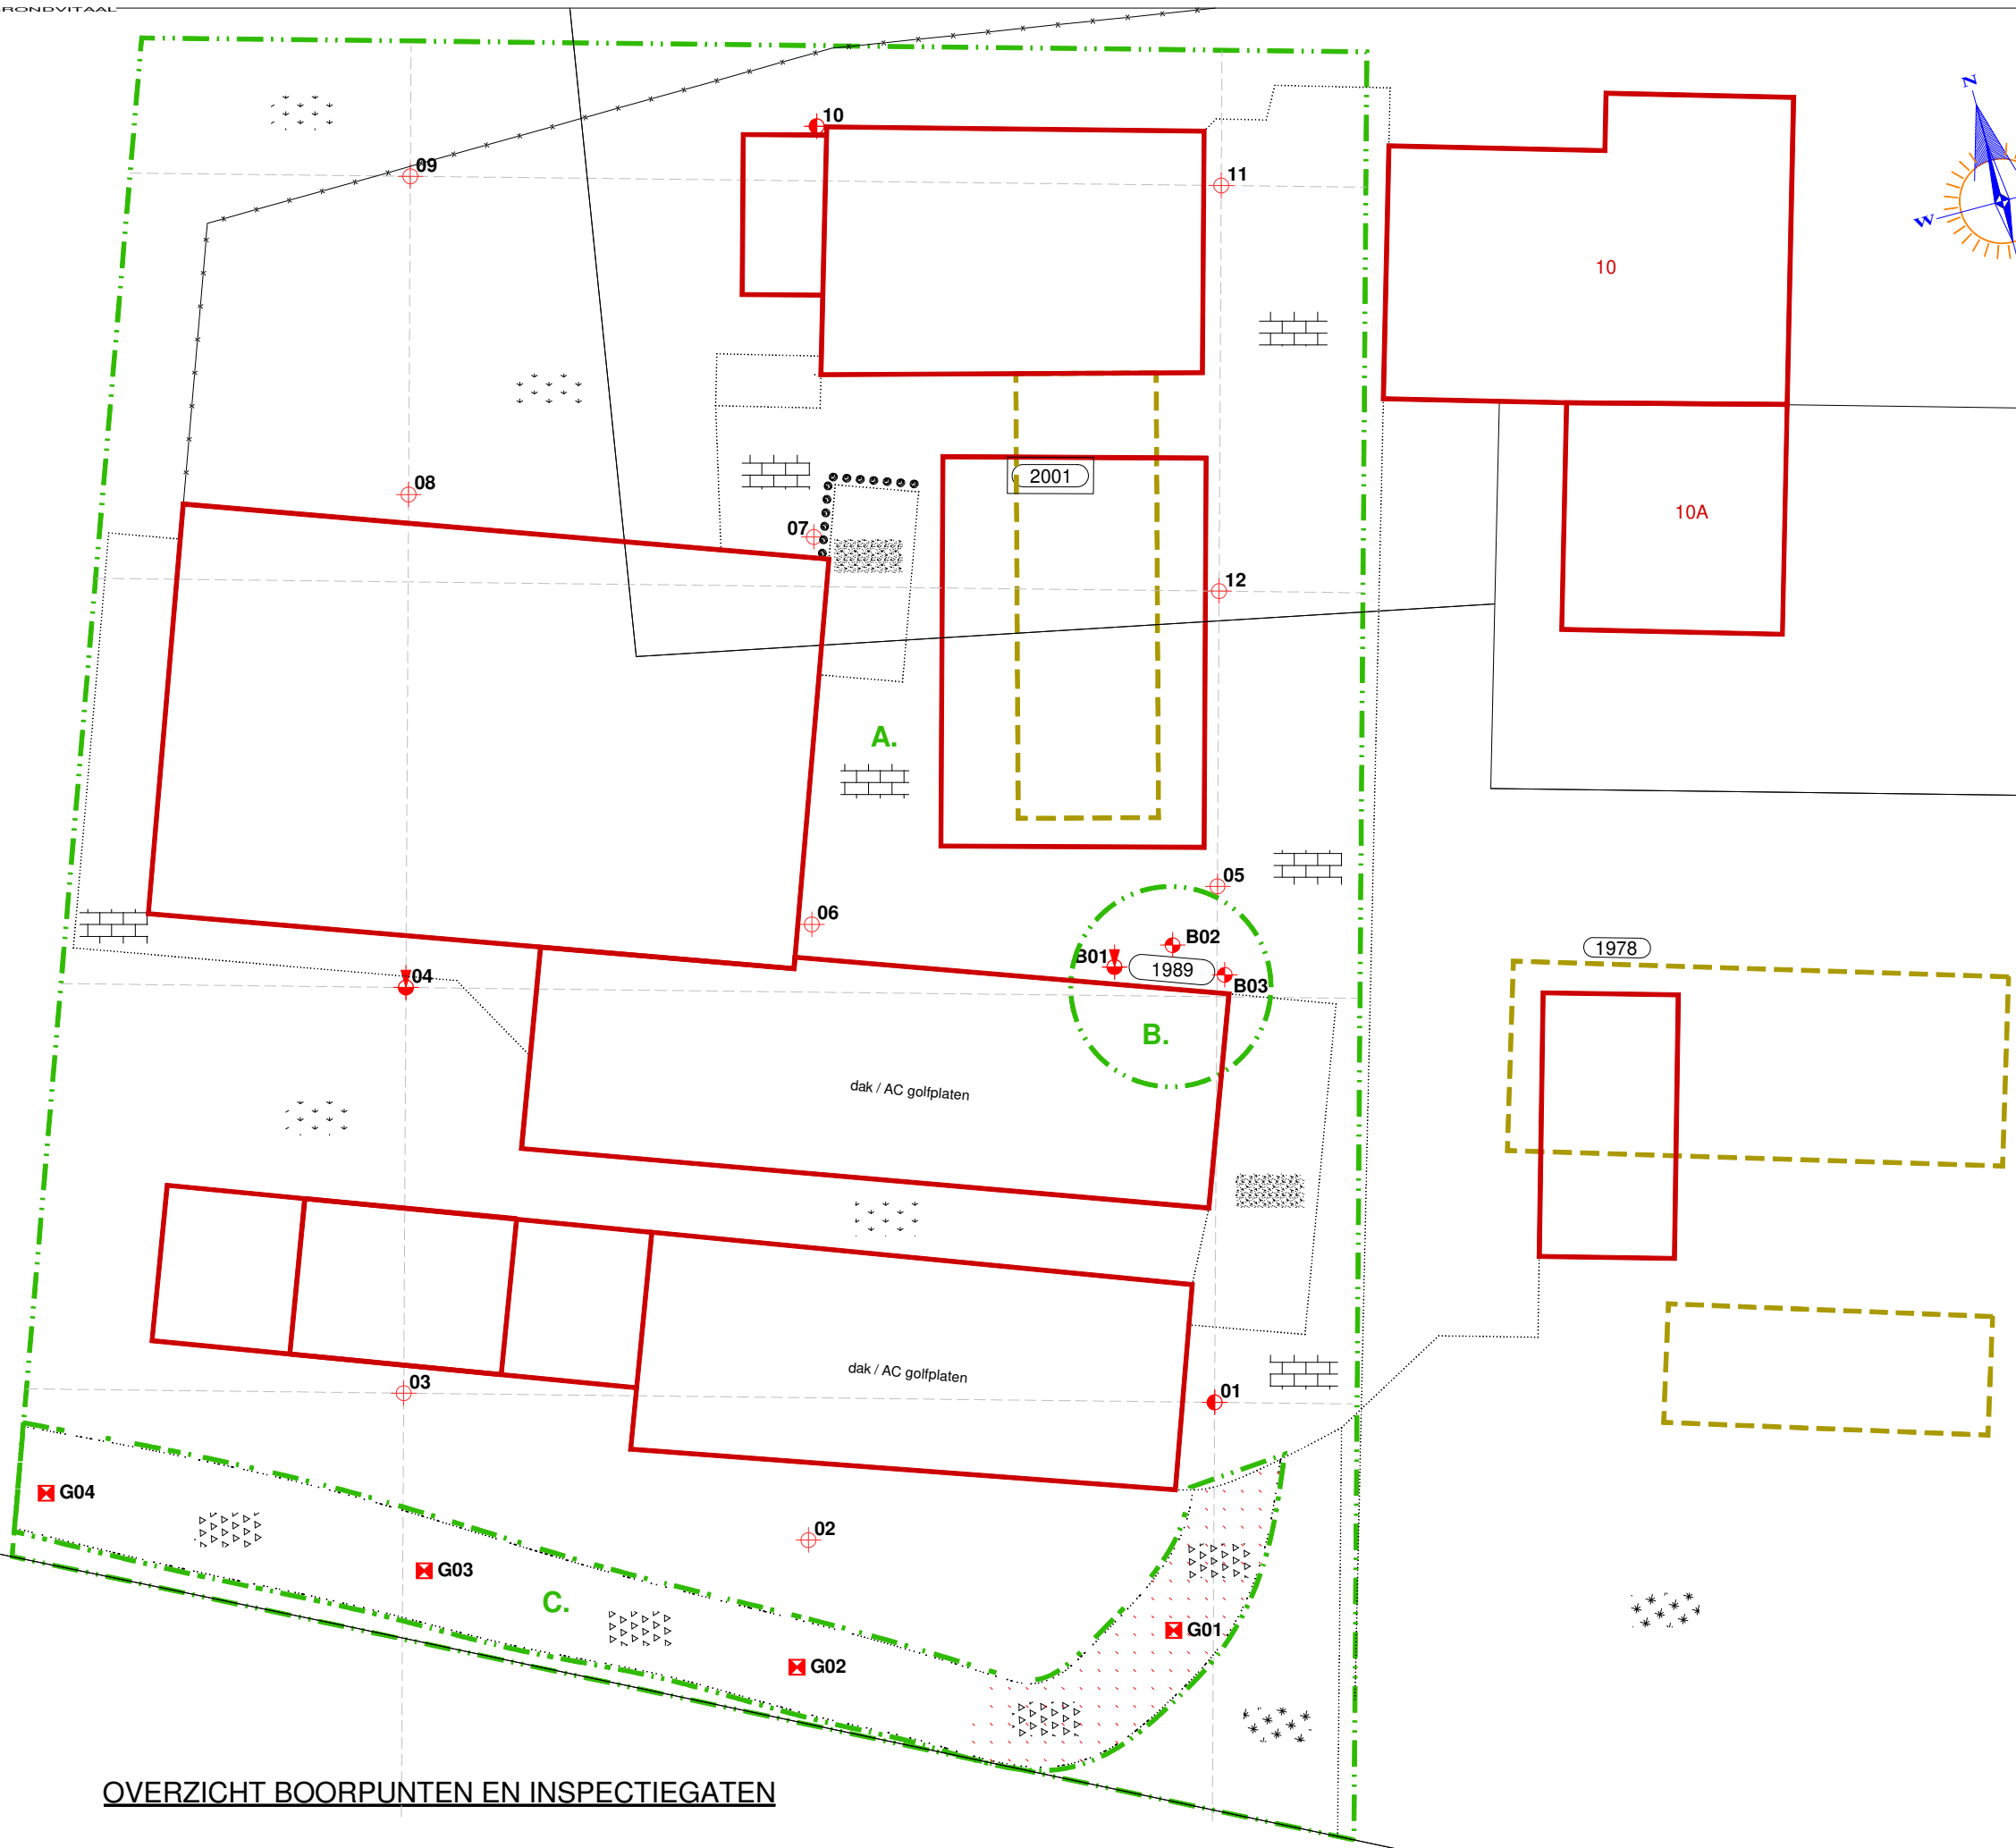 RONDVITAAL
N
10
09
11
10
W
2001
08
10A
07
12
A.
05
06
B02
B01
1978
1989
04
B03
B.
dak / AC golfplaten
dak / AC golfplaten
03
01
G04
02
G03
C.
G01
G02
OVERZICHT BOORPUNTEN EN INSPECTIEGATEN